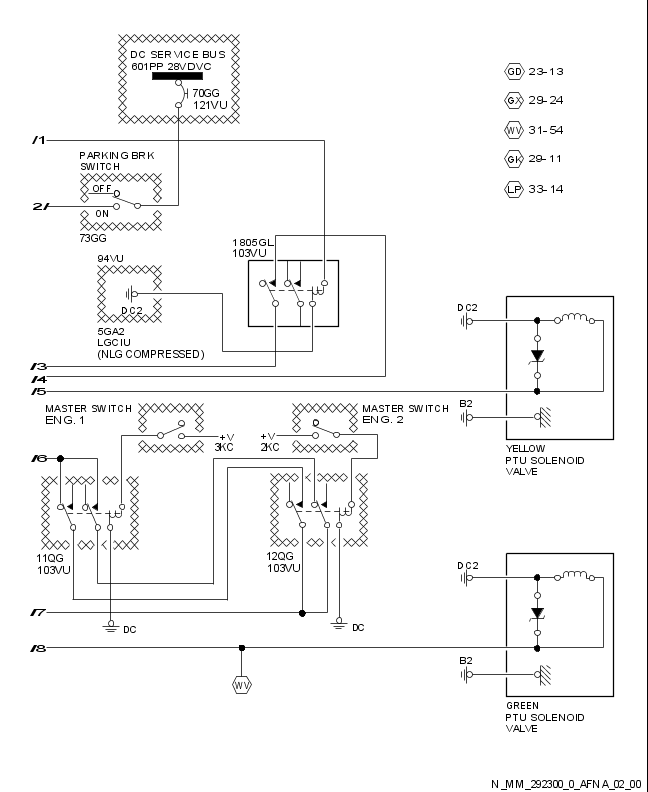 DC SERVICE BUS
601PP 28VDVC
70GG
121VU
GD 23-13
GX 29-24
WV 31-54
GK 29-11
LP 33-14
/1
PARKING BRK
SWITCH
OFF
2/
ON
73GG
1805GL
103VU
94VU
DC2
5GA2
LGCIU
(NLG COMPRESSED)
/3
/4
/5
DC2
B2
YELLOW
PTU SOLENOID
VALVE
MASTER SWITCH
ENG. 1
+V
3KC
+V
2KC
MASTER SWITCH
ENG. 2
/6
11QG
103VU
12QG
103VU
DC2
/7
DC
DC
/8
WV
B2
GREEN
PTU SOLENOID
VALVE
N_MM_292300_0_AFNA_02_00